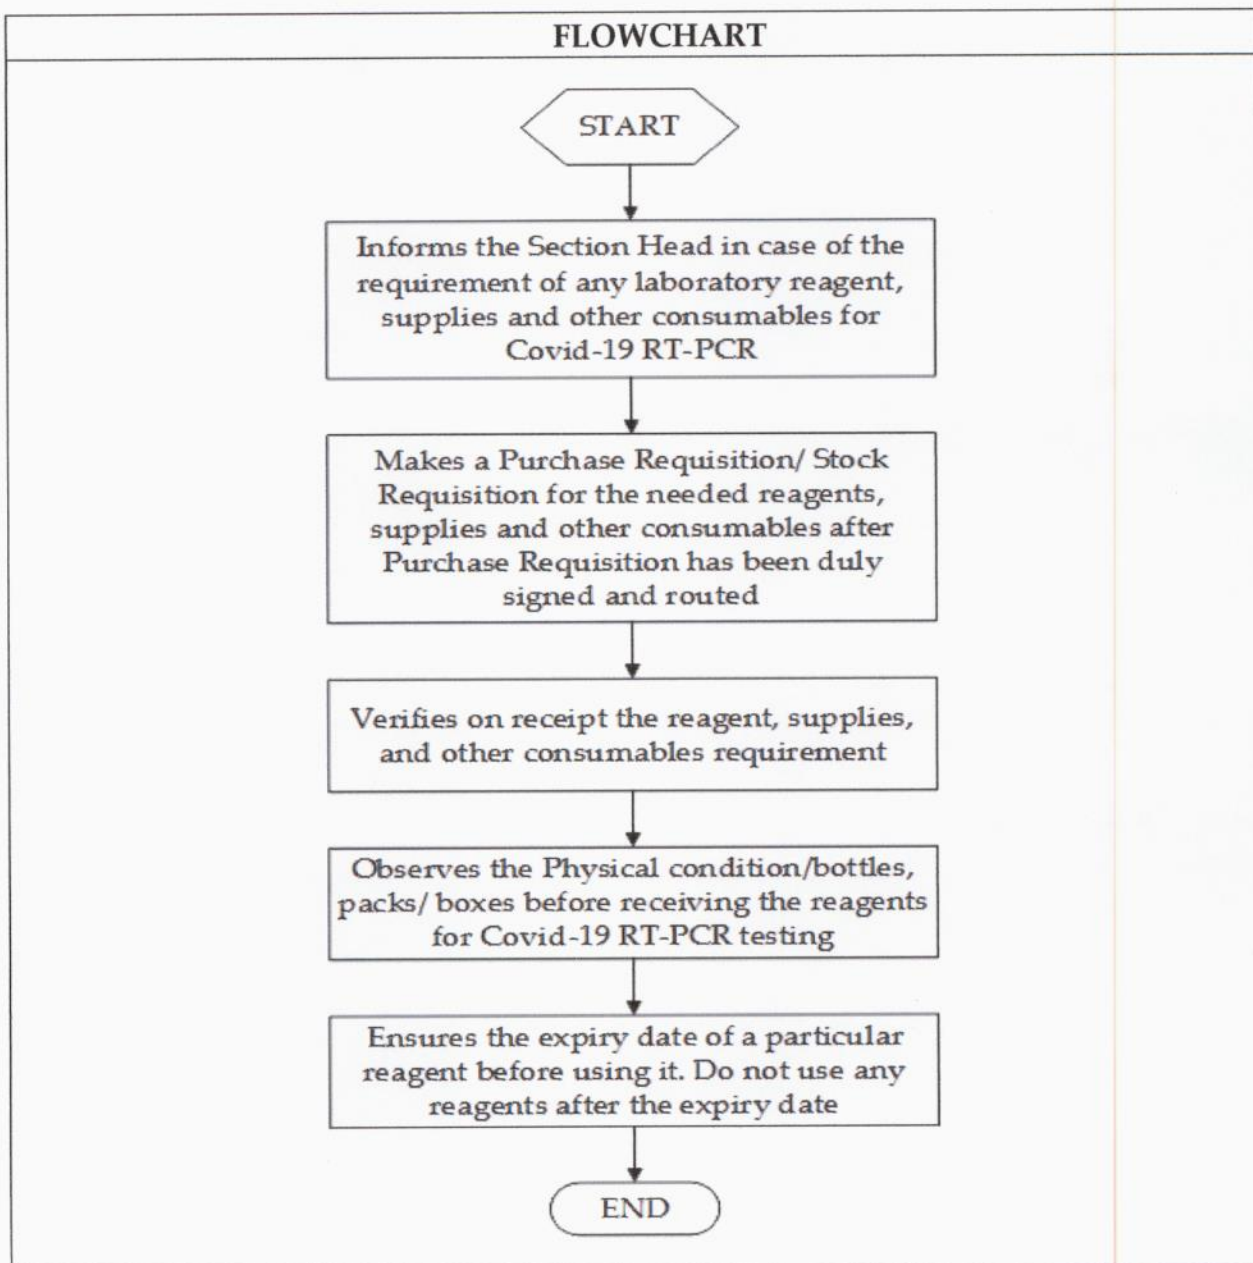 FLOWCHART
START
Informs the Section Head in case of the
requirement of any laboratory reagent,
supplies and other consumables for
Covid-19 RT-PCR
Makes a Purchase Requisition/ Stock
Requisition for the needed reagents,
supplies and other consumables after
Purchase Requisition has been duly
signed and routed
Verifies on receipt the reagent, supplies,
and other consumables requirement
Observes the Physical condition/bottles,
packs/ boxes before receiving the reagents
for Covid-19 RT-PCR testing
Ensures the expiry date of a particular
reagent before using it. Do not use any
reagents after the expiry date
END